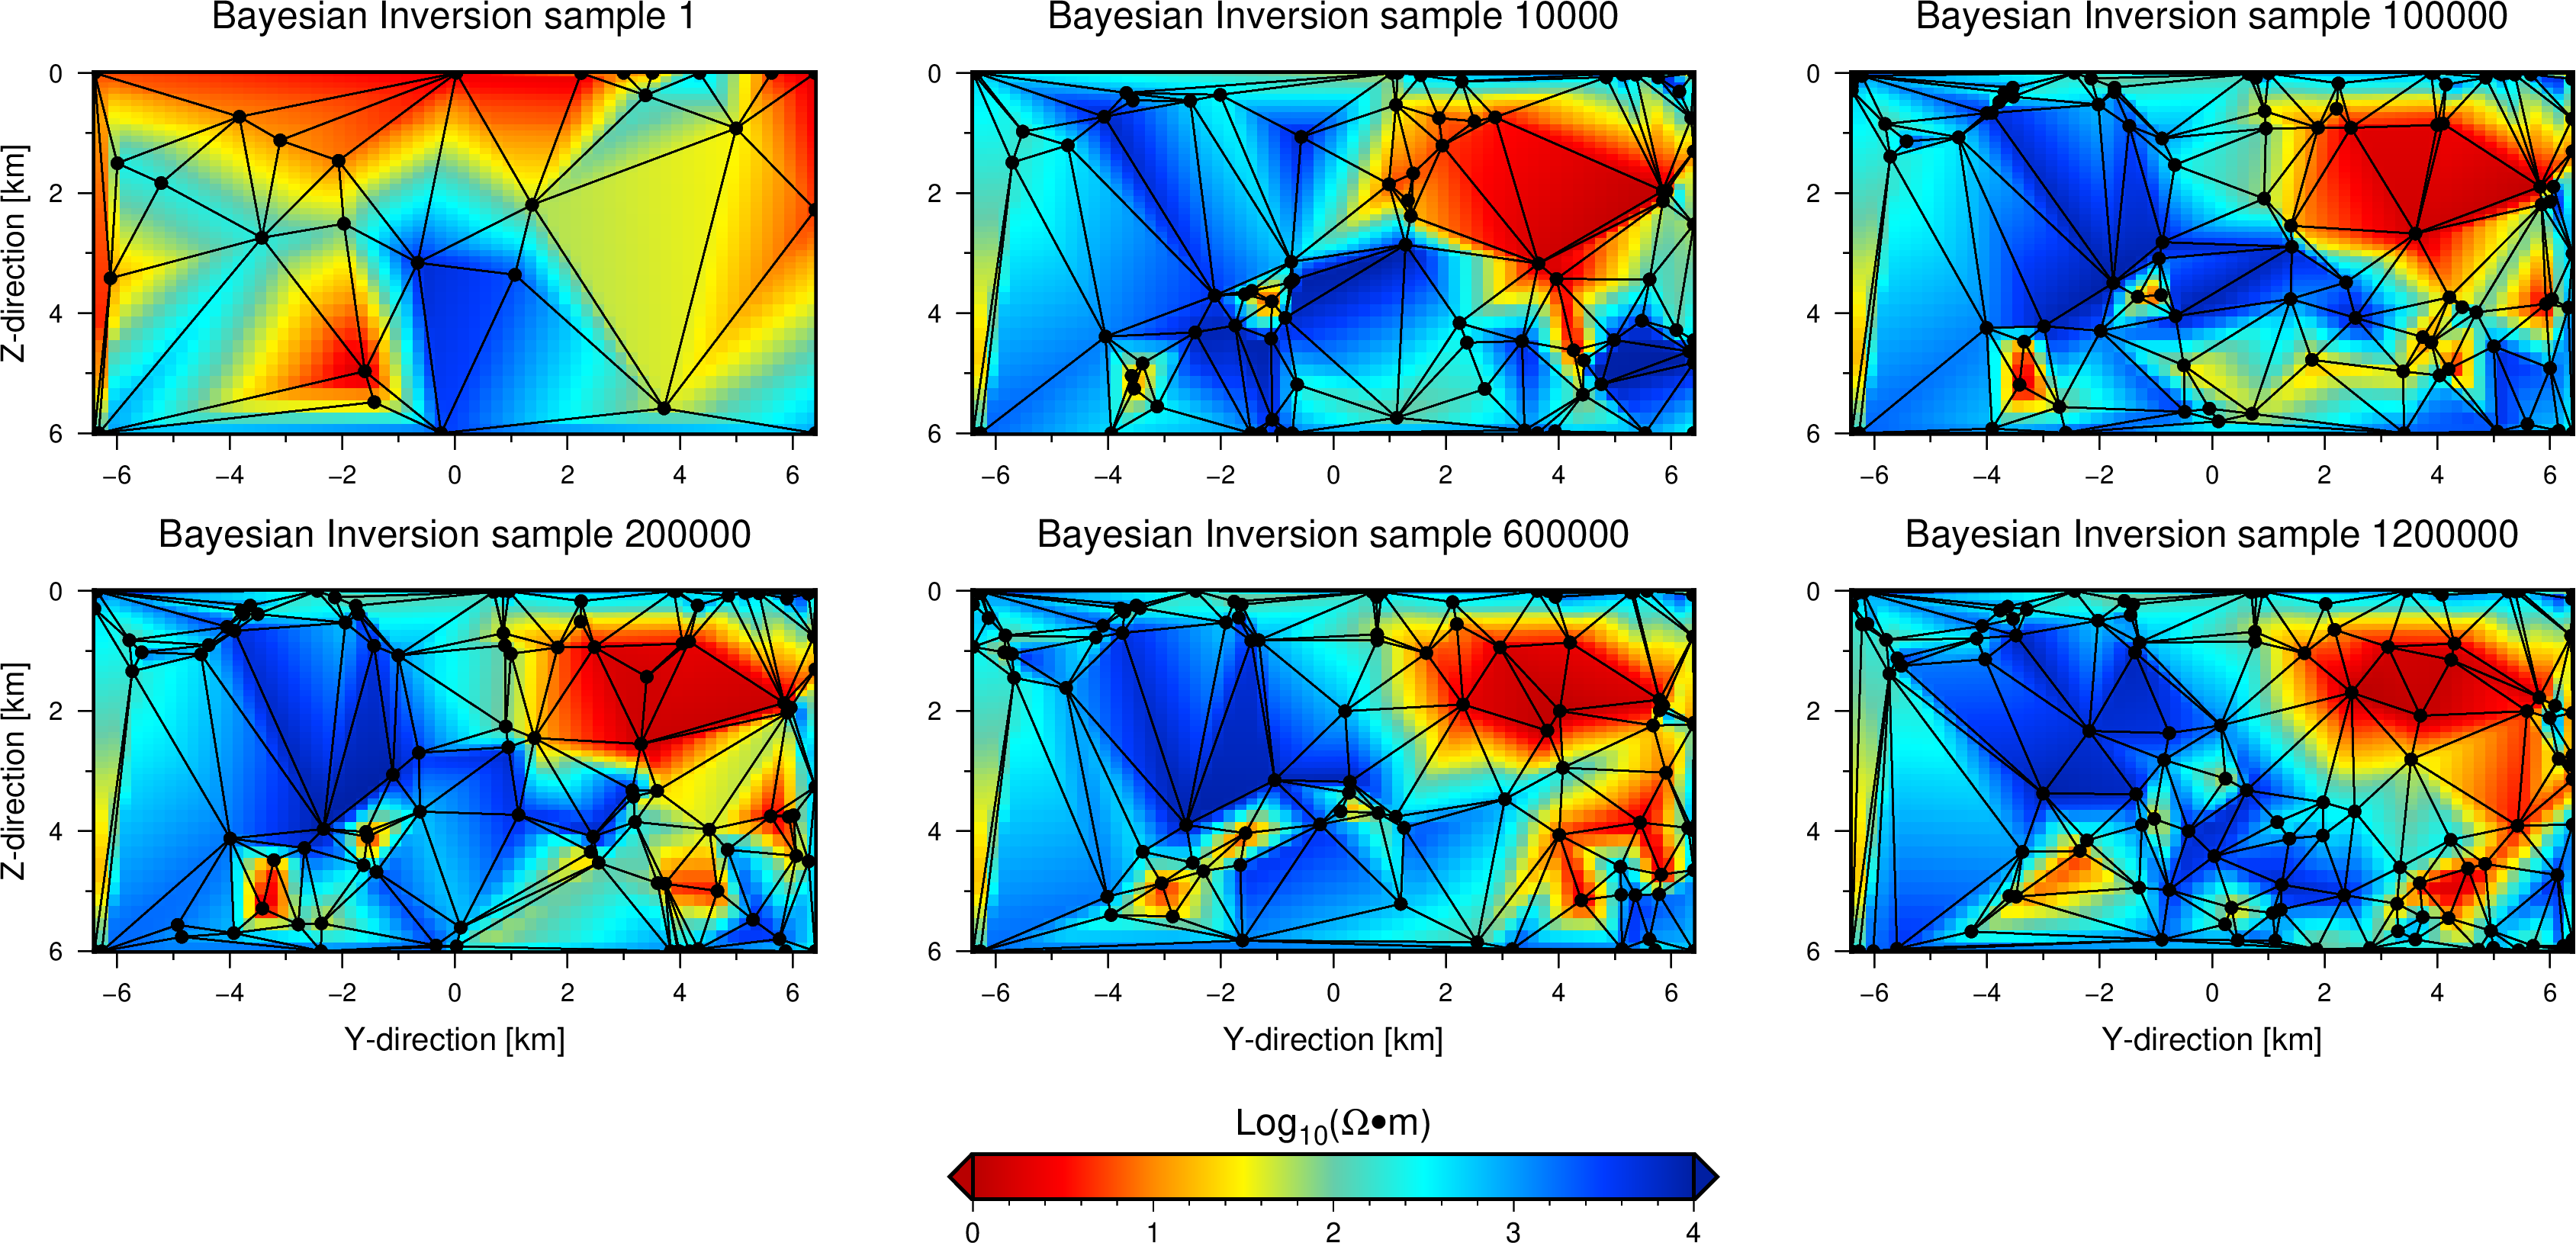 Bayesian Inversion sample 1
Bayesian Inversion sample 10000
Bayesian Inversion sample 100000
Z-direction [km]
0
2
4
6
−6 −4 −2 0 2 4 6
0
2
4
6
−6 −4 −2 0 2 4 6
0
2
4
6
−6 −4 −2 0 2 4 6
Bayesian Inversion sample 200000
Bayesian Inversion sample 600000
Bayesian Inversion sample 1200000
Z-direction [km]
0
2
4
6
−6 −4 −2 0 2 4 6
Y-direction [km]
0
2
4
6
−6 −4 −2 0 2 4 6
Y-direction [km]
0
2
4
6
−6 −4 −2 0 2 4 6
Y-direction [km]
Log₁₀(Ω•m)
0 1 2 3 4